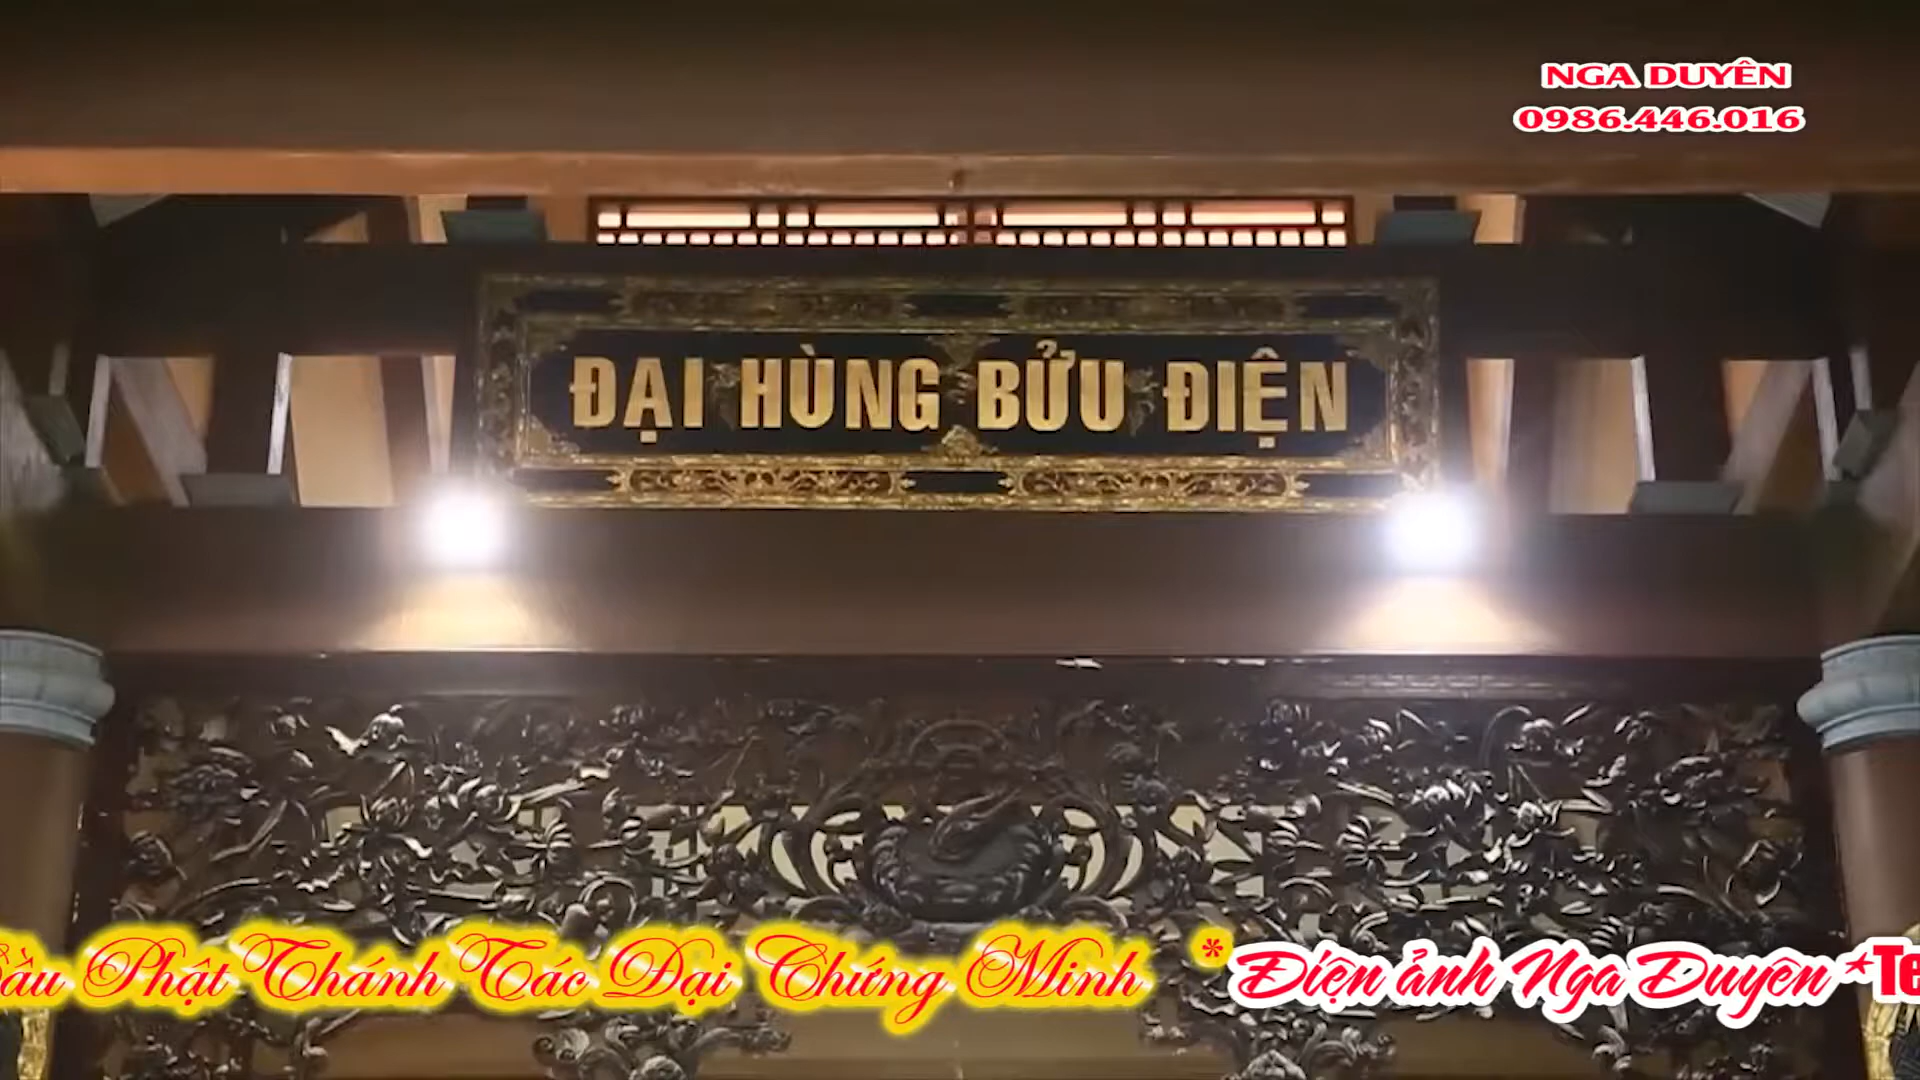 NGA DUYÊN
0986.446.016
ĐẠI HÙNG BỬU ĐIỆN
Phật Thánh Tác Đại Chứng Minh * Điện ảnh Nga Duyên *